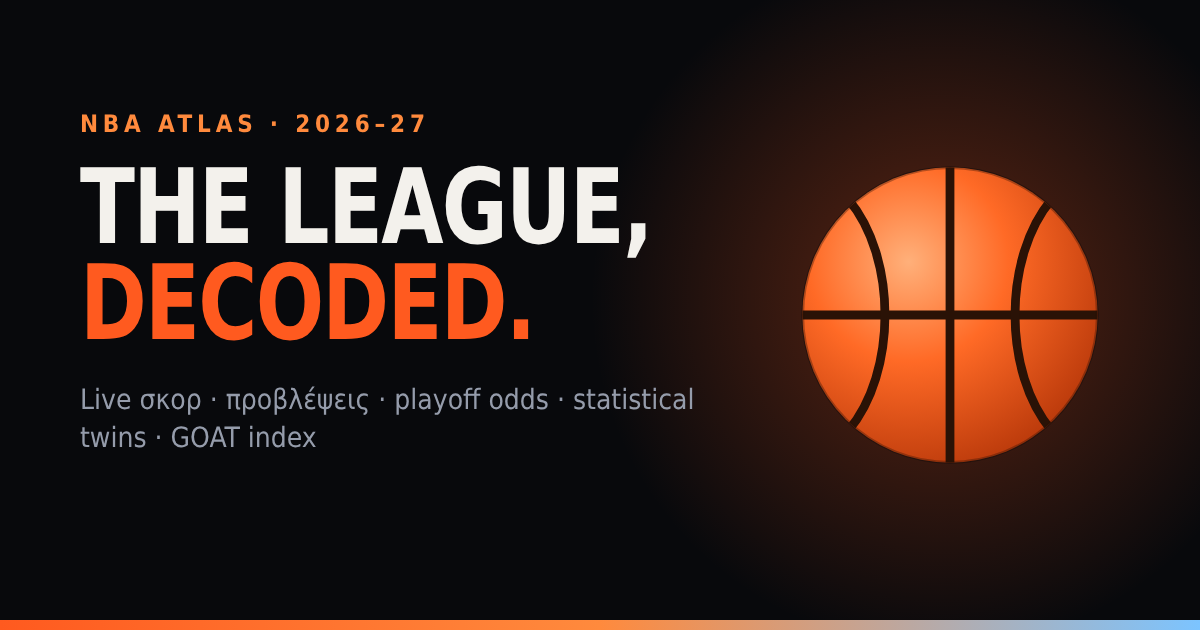 NBA ATLAS · 2026–27
THE LEAGUE,
DECODED.
Live σκορ · προβλέψεις · playoff odds · statistical
twins · GOAT index